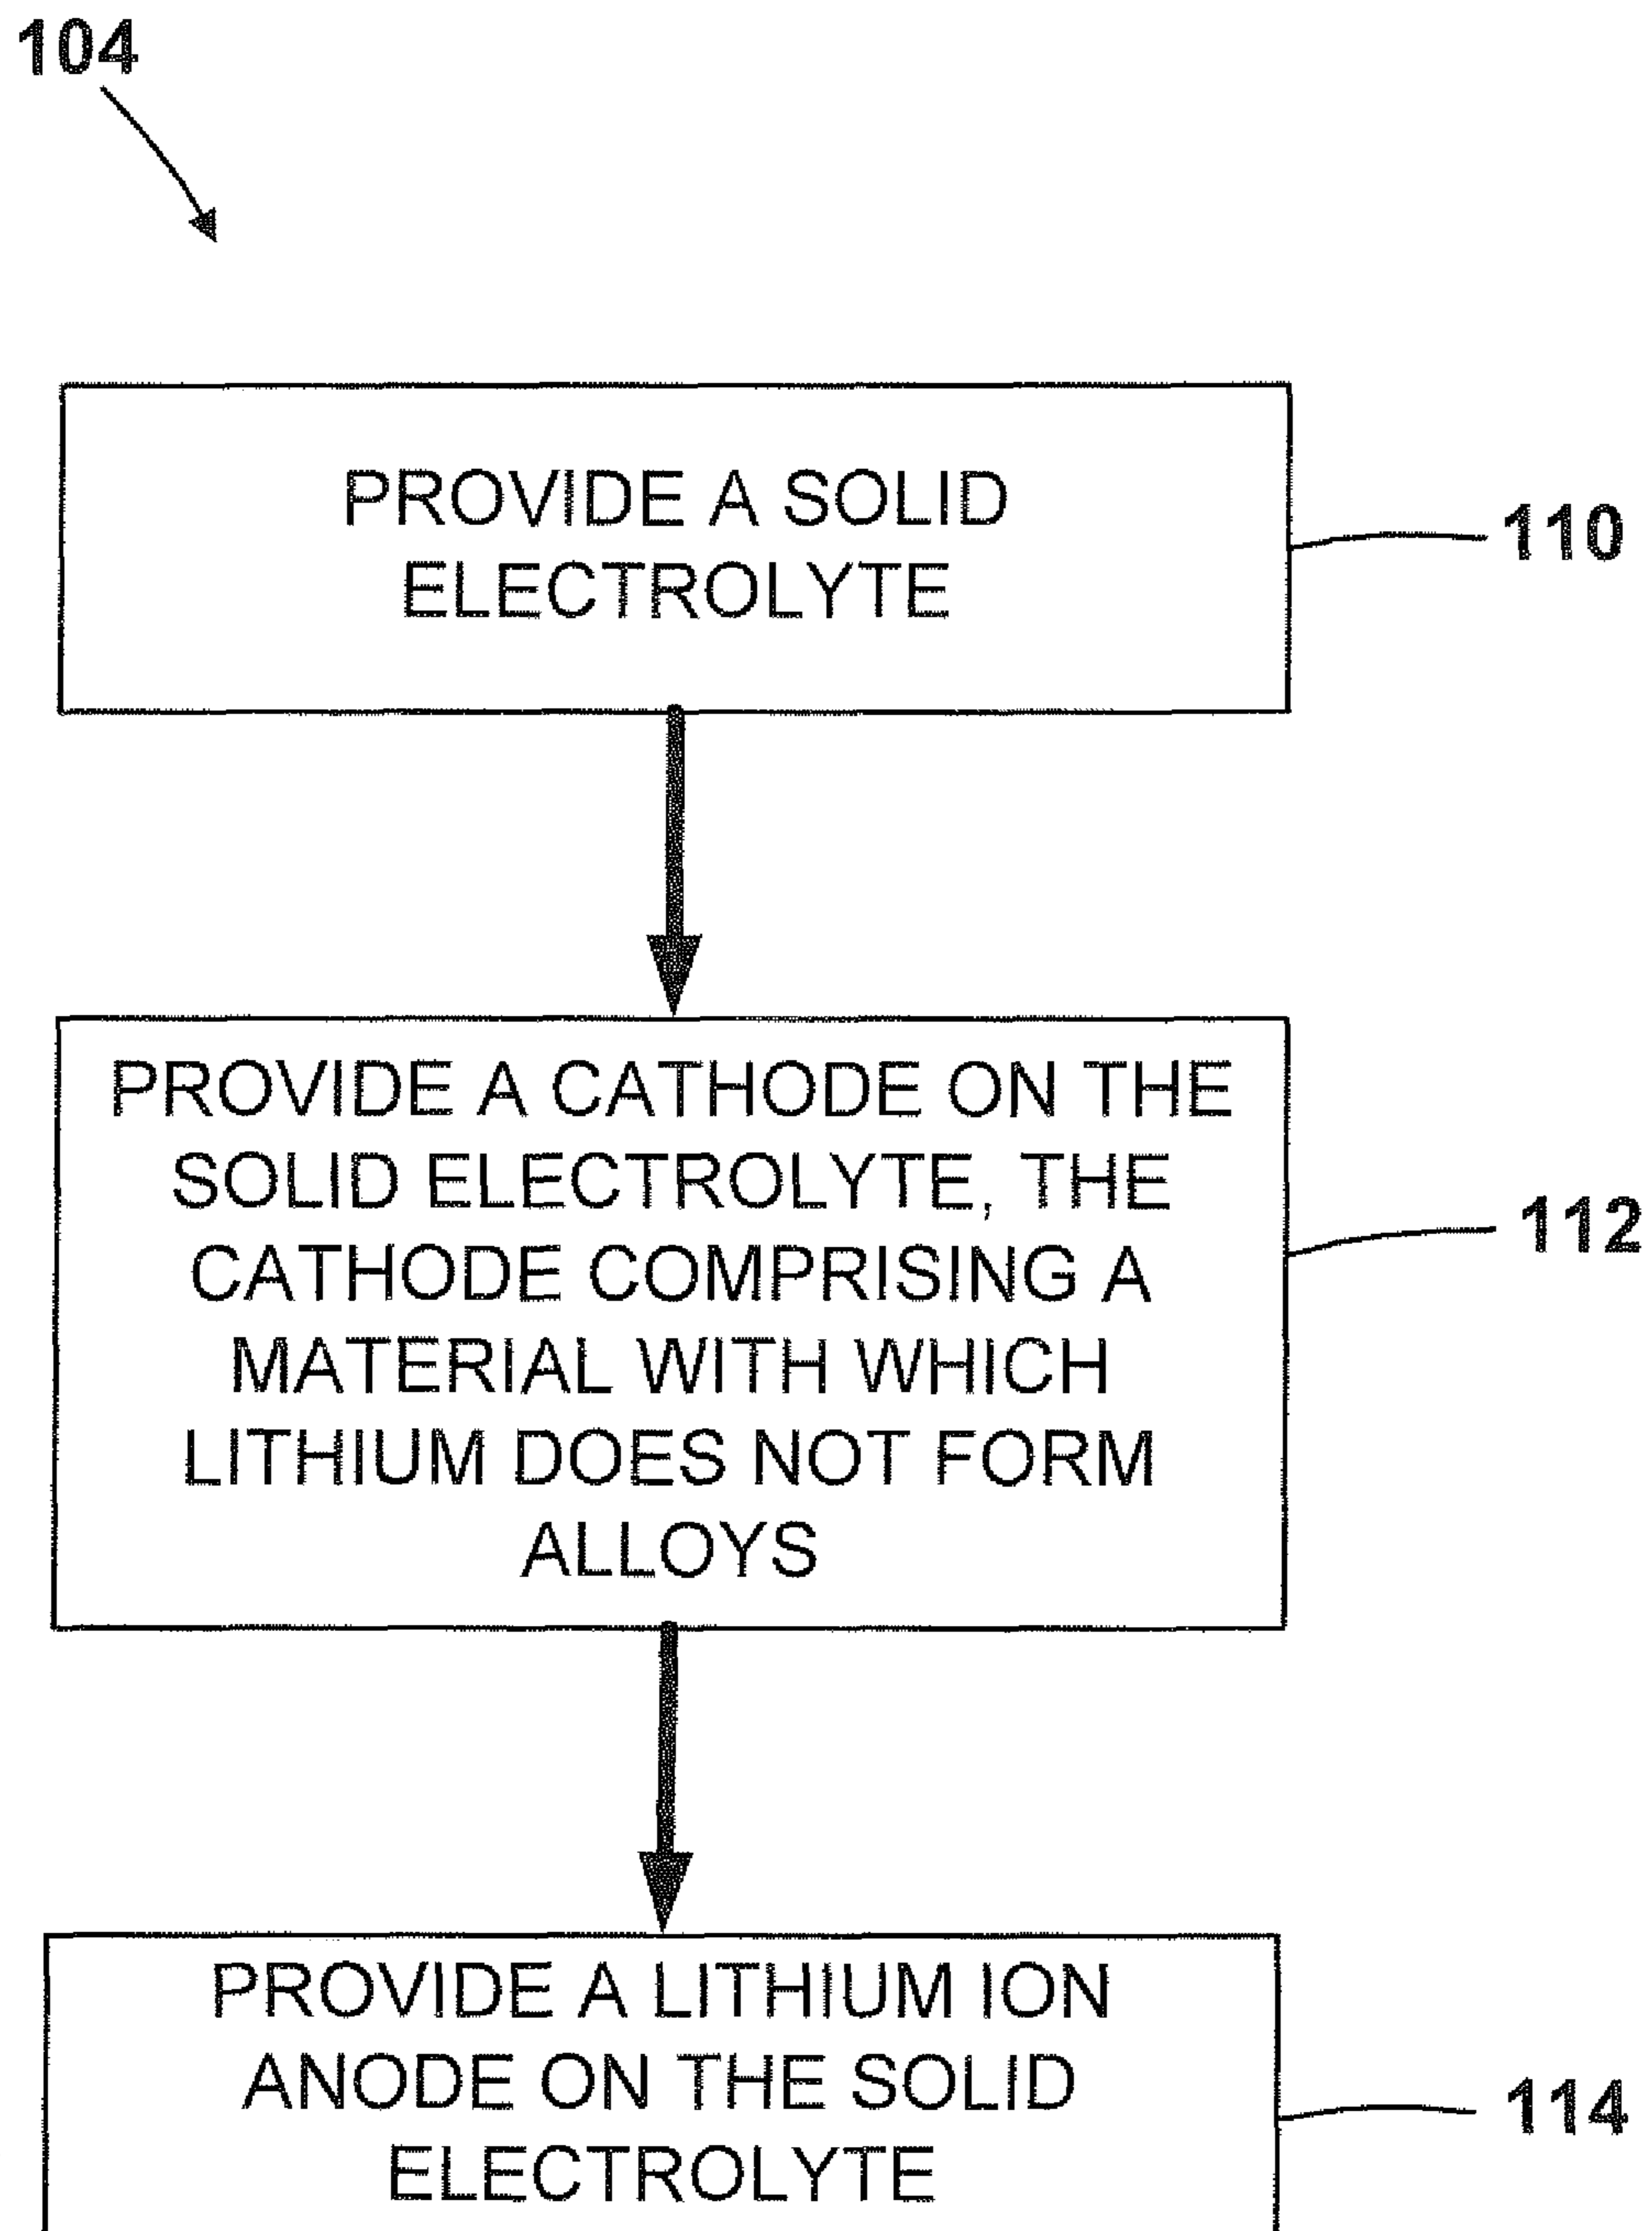 104
PROVIDE A SOLID
ELECTROLYTE
110
PROVIDE A CATHODE ON THE
SOLID ELECTROLYTE, THE
CATHODE COMPRISING A
MATERIAL WITH WHICH
LITHIUM DOES NOT FORM
ALLOYS
112
PROVIDE A LITHIUM ION
ANODE ON THE SOLID
ELECTROLYTE
114